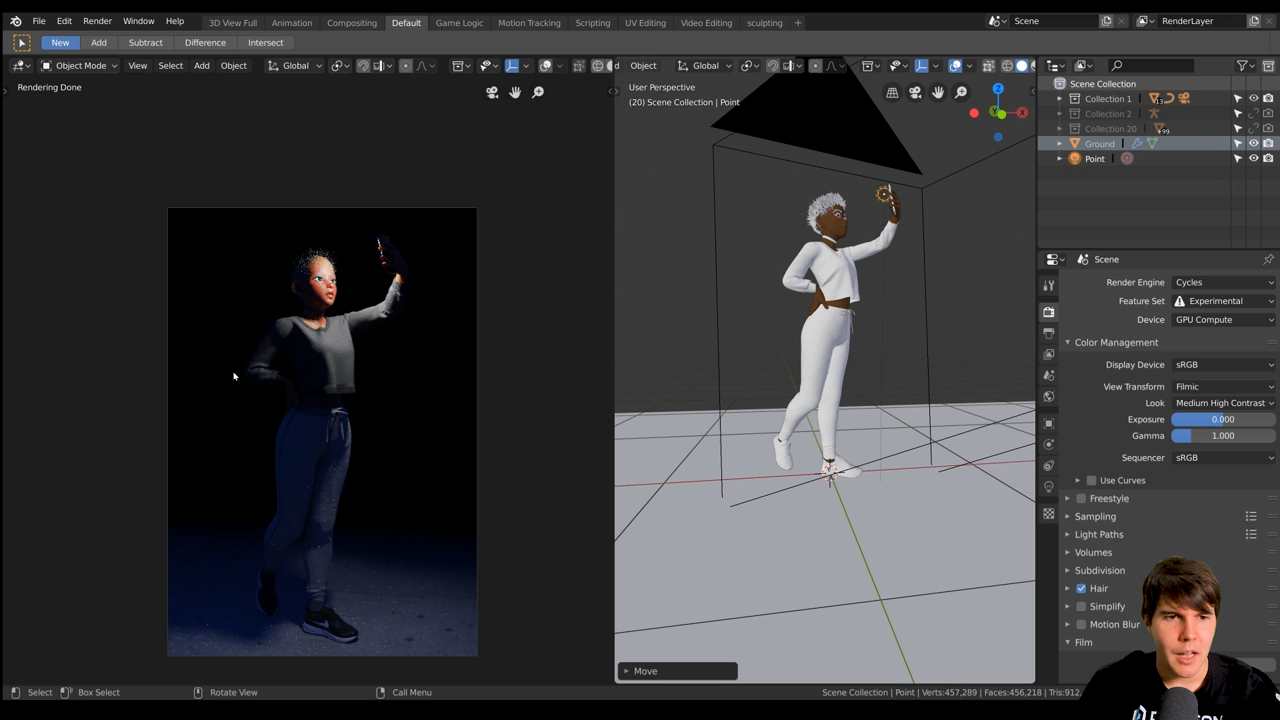 File Edit Render Window Help 3D View Full Animation Compositing Default Game Logic Motion Tracking Scripting UV Editing Video Editing sculpting + Scene RenderLayer
New Add Subtract Difference Intersect
Object Mode View Select Add Object Global d Object Global
Rendering Done
User Perspective
(20) Scene Collection | Point
Z
Y
X
Scene Collection
Collection 1 13
Collection 2
Collection 20 +99
Ground
Point
Scene
Render Engine Cycles
Feature Set Experimental
Device GPU Compute
Color Management
Display Device sRGB
View Transform Filmic
Look Medium High Contrast
Exposure 0.000
Gamma 1.000
Sequencer sRGB
Use Curves
Freestyle
Sampling
Light Paths
Volumes
Subdivision
Hair
Simplify
Motion Blur
Film
Move
Select Box Select Rotate View Call Menu Scene Collection | Point | Verts:457,289 | Faces:456,218 | Tris:912,